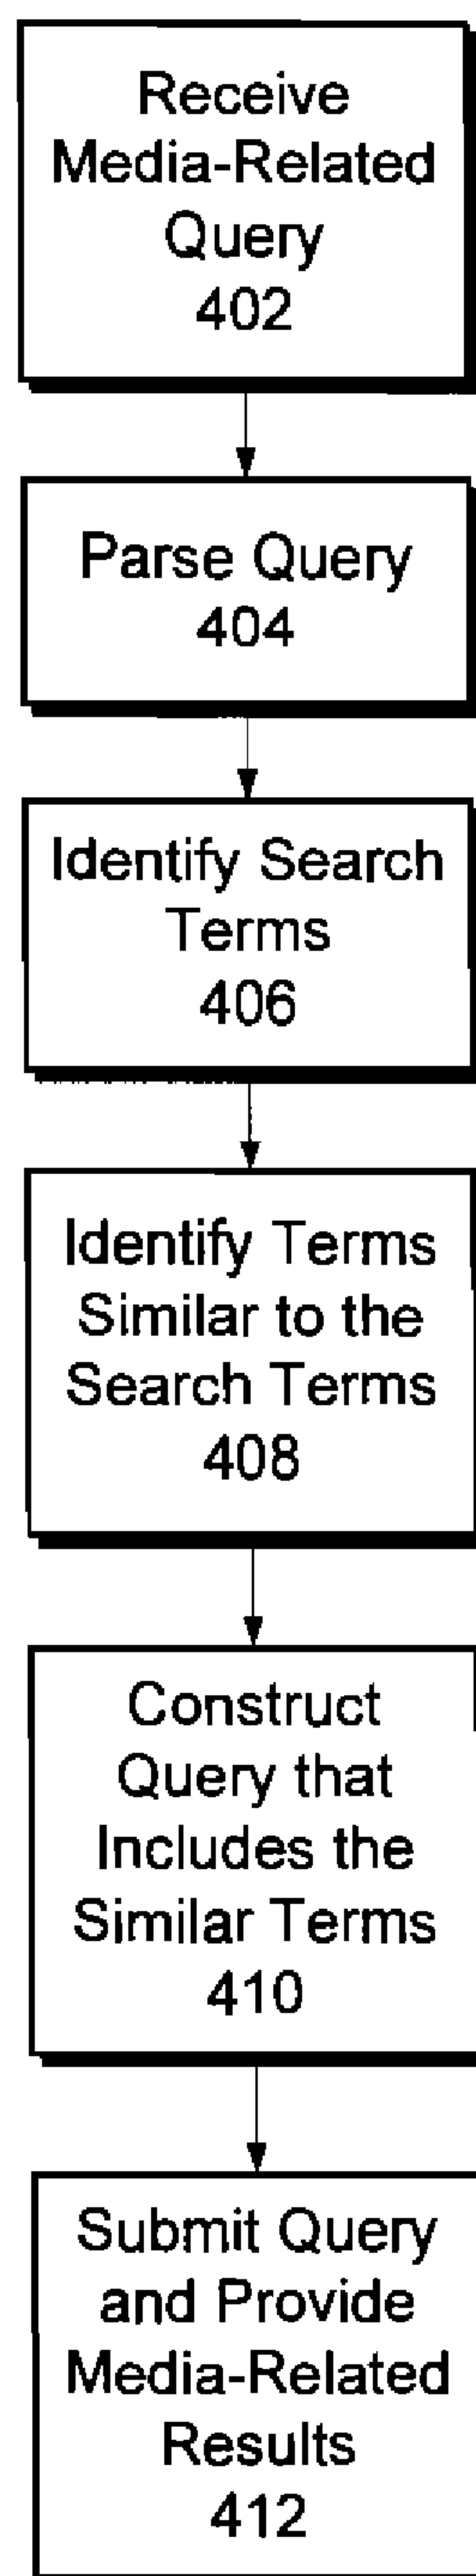 Receive
Media-Related
Query
402
Parse Query
404
Identify Search
Terms
406
Identify Terms
Similar to the
Search Terms
408
Construct
Query that
Includes the
Similar Terms
410
Submit Query
and Provide
Media-Related
Results
412